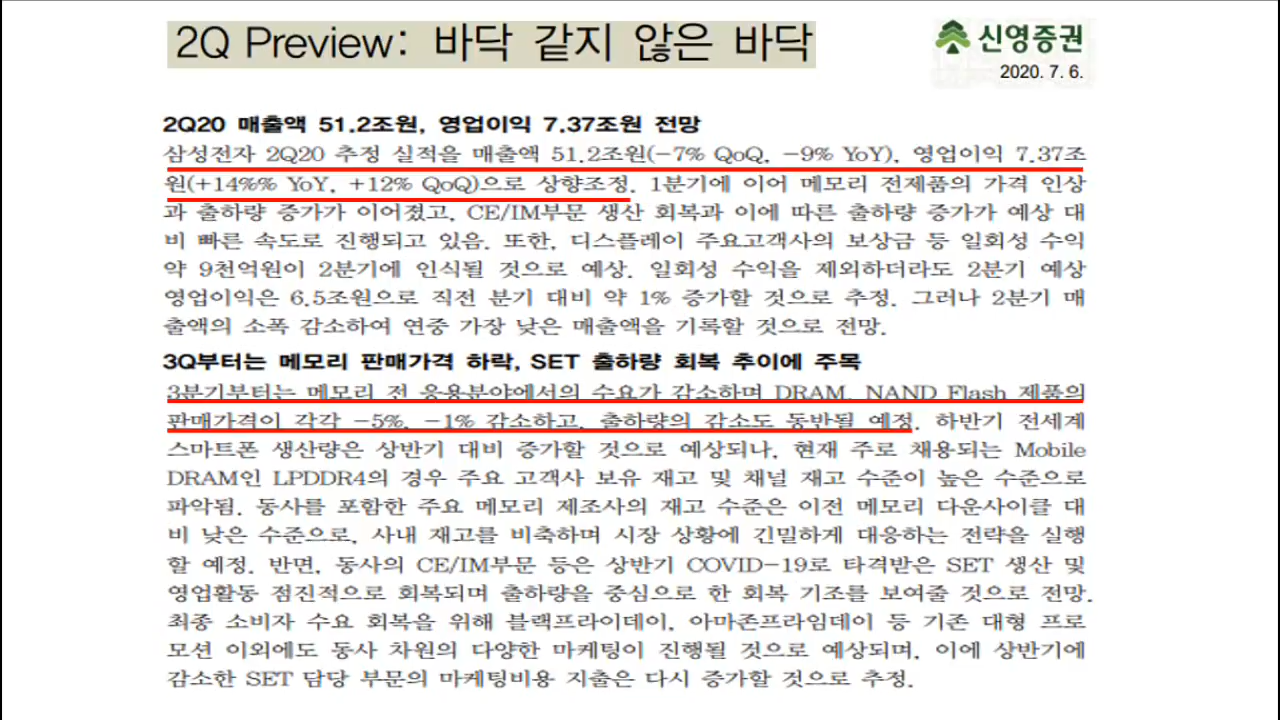 2Q Preview: 바닥 같지 않은 바닥
신영증권
2020. 7. 6.
2Q20 매출액 51.2조원, 영업이익 7.37조원 전망
삼성전자 2Q20 추정 실적을 매출액 51.2조원(-7% QoQ, -9% YoY), 영업이익 7.37조
원(+14%% YoY, +12% QoQ)으로 상향조정. 1분기에 이어 메모리 전제품의 가격 인상
과 출하량 증가가 이어졌고, CE/IM부문 생산 회복과 이에 따른 출하량 증가가 예상 대
비 빠른 속도로 진행되고 있음. 또한, 디스플레이 주요고객사의 보상금 등 일회성 수익
약 9천억원이 2분기에 인식될 것으로 예상. 일회성 수익을 제외하더라도 2분기 예상
영업이익은 6.5조원으로 직전 분기 대비 약 1% 증가할 것으로 추정. 그러나 2분기 매
출액의 소폭 감소하여 연중 가장 낮은 매출액을 기록할 것으로 전망.
3Q부터는 메모리 판매가격 하락, SET 출하량 회복 추이에 주목
3분기부터는 메모리 전 응용분야에서의 수요가 감소하며 DRAM, NAND Flash 제품의
판매가격이 각각 -5%, -1% 감소하고, 출하량의 감소도 동반될 예정. 하반기 전세계
스마트폰 생산량은 상반기 대비 증가할 것으로 예상되나, 현재 주로 채용되는 Mobile
DRAM인 LPDDR4의 경우 주요 고객사 보유 재고 및 채널 재고 수준이 높은 수준으로
파악됨. 동사를 포함한 주요 메모리 제조사의 재고 수준은 이전 메모리 다운사이클 대
비 낮은 수준으로, 사내 재고를 비축하며 시장 상황에 긴밀하게 대응하는 전략을 실행
할 예정. 반면, 동사의 CE/IM부문 등은 상반기 COVID-19로 타격받은 SET 생산 및
영업활동 점진적으로 회복되며 출하량을 중심으로 한 회복 기조를 보여줄 것으로 전망.
최종 소비자 수요 회복을 위해 블랙프라이데이, 아마존프라임데이 등 기존 대형 프로
모션 이외에도 동사 차원의 다양한 마케팅이 진행될 것으로 예상되며, 이에 상반기에
감소한 SET 담당 부문의 마케팅비용 지출은 다시 증가할 것으로 추정.